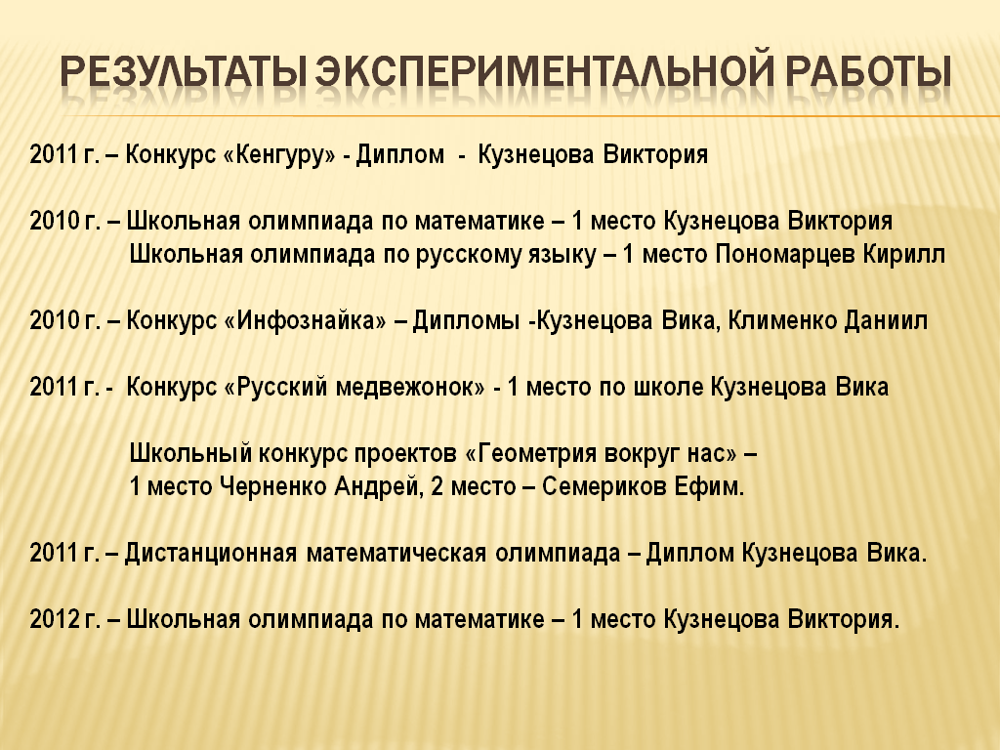 РЕЗУЛЬТАТЫ ЭКСПЕРИМЕНТАЛЬНОЙ РАБОТЫ
2011 г. – Конкурс «Кенгуру» - Диплом - Кузнецова Виктория
2010 г. – Школьная олимпиада по математике – 1 место Кузнецова Виктория
Школьная олимпиада по русскому языку – 1 место Пономарцев Кирилл
2010 г. – Конкурс «Инфознайка» – Дипломы -Кузнецова Вика, Клименко Даниил
2011 г. - Конкурс «Русский медвежонок» - 1 место по школе Кузнецова Вика
Школьный конкурс проектов «Геометрия вокруг нас» –
1 место Черненко Андрей, 2 место – Семериков Ефим.
2011 г. – Дистанционная математическая олимпиада – Диплом Кузнецова Вика.
2012 г. – Школьная олимпиада по математике – 1 место Кузнецова Виктория.